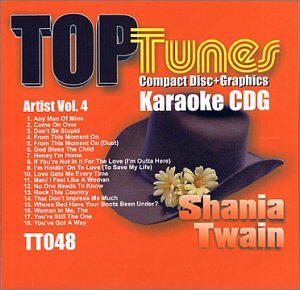 TOP Tunes
Compact Disc+Graphics
Karaoke CDG
Artist Vol. 4
1. Any Man Of Mine
2. Come On Over
3. Don't Be Stupid
4. From This Moment On
5. From This Moment On (Duet)
6. God Bless The Child
7. Honey I'm Home
8. If You're Not In It For The Love (I'm Outta Here)
9. I'm Holdin' On To Love (To Save My Life)
10. Love Gets Me Every Time
11. Man! I Feel Like A Woman
12. No One Needs To Know
13. Rock This Country
14. That Don't Impress Me Much
15. Whose Bed Have Your Boots Been Under?
16. Woman In Me, The
17. You're Still The One
18. You've Got A Way
Shania
Twain
TT048